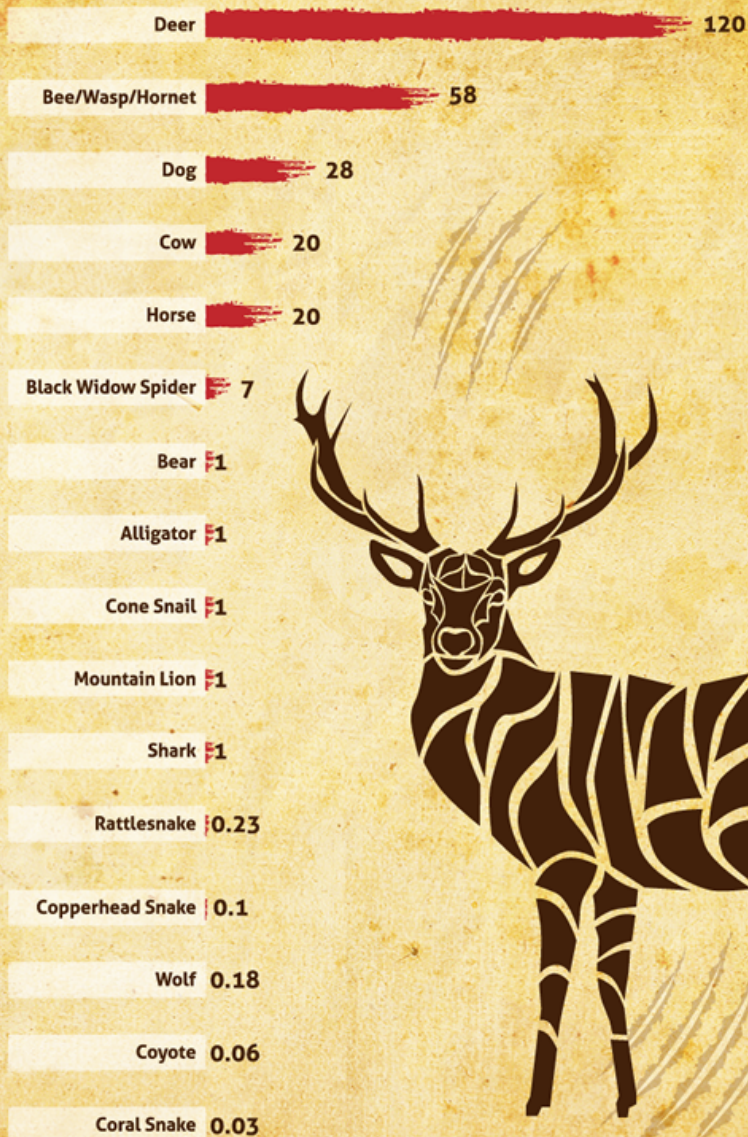 Deer 120
Bee/Wasp/Hornet 58
Dog 28
Cow 20
Horse 20
Black Widow Spider 7
Bear 1
Alligator 1
Cone Snail 1
Mountain Lion 1
Shark 1
Rattlesnake 0.23
Copperhead Snake 0.1
Wolf 0.18
Coyote 0.06
Coral Snake 0.03